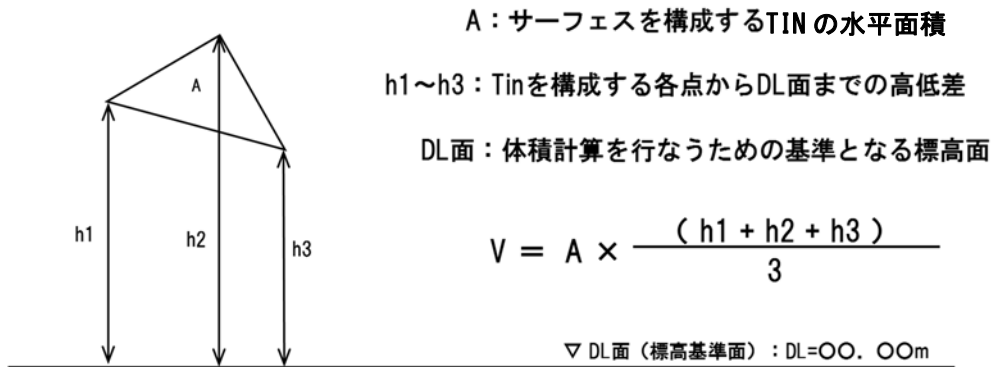 A：サーフェスを構成するTINの水平面積
h1～h3：Tinを構成する各点からDL面までの高低差
DL面：体積計算を行なうための基準となる標高面
A
h1
h2
h3
V ＝ A × （ h1 + h2 + h3 ）
3
▽ DL面（標高基準面）：DL=〇〇. 〇〇m